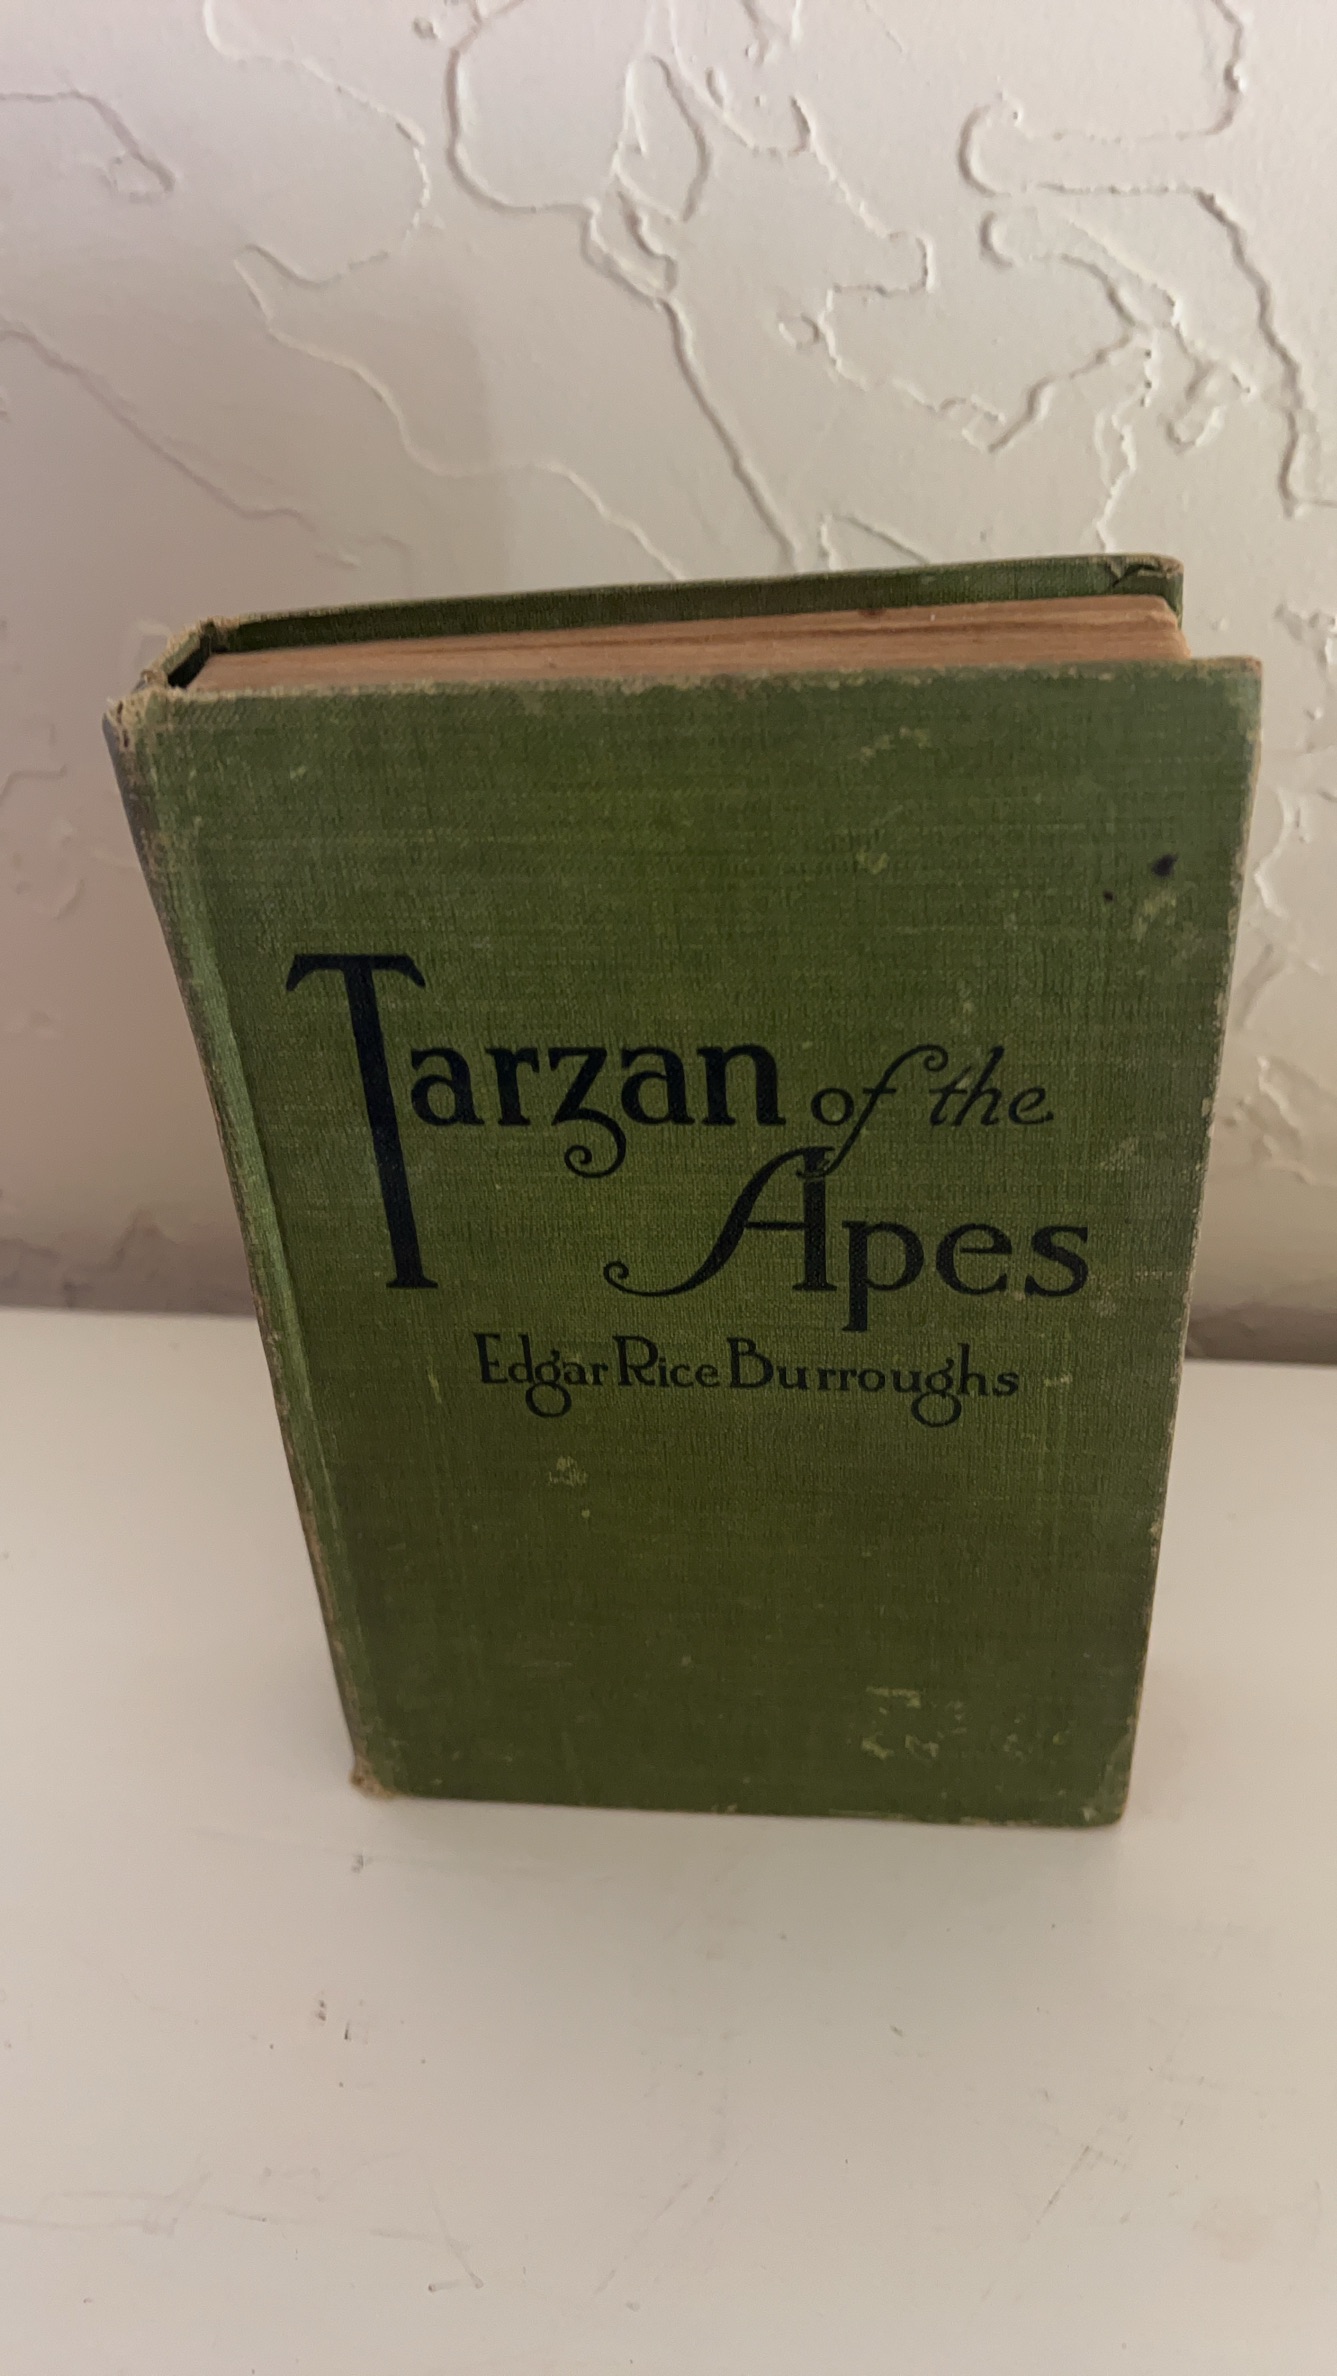 Tarzan of the
Apes
Edgar Rice Burroughs